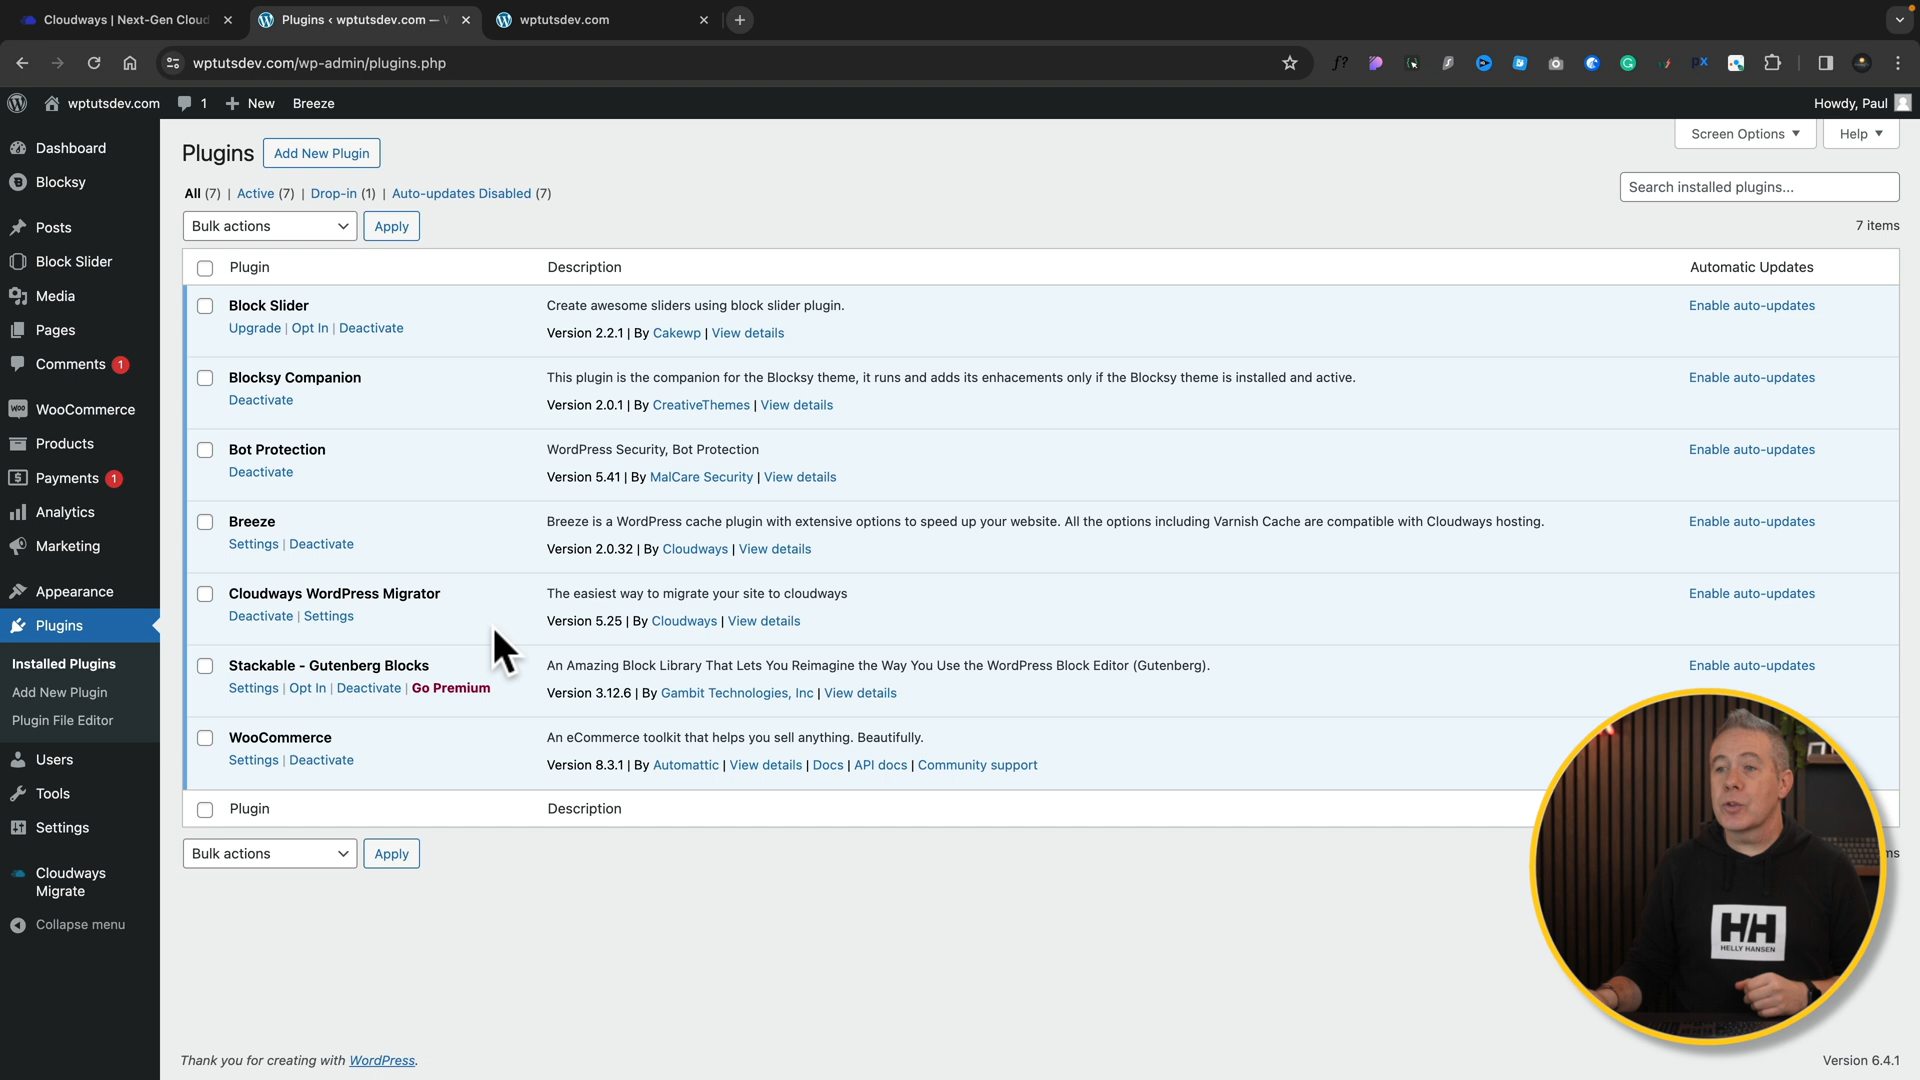 Cloudways | Next-Gen Cloud
Plugins ‹ wptutsdev.com —
wptutsdev.com
wptutsdev.com/wp-admin/plugins.php
wptutsdev.com 1 New Breeze
Howdy, Paul
Dashboard
Blocksy
Posts
Block Slider
Media
Pages
Comments 1
WooCommerce
Products
Payments 1
Analytics
Marketing
Appearance
Plugins
Installed Plugins
Add New Plugin
Plugin File Editor
Users
Tools
Settings
Cloudways
Migrate
Collapse menu
Screen Options
Help
Plugins Add New Plugin
All (7) | Active (7) | Drop-in (1) | Auto-updates Disabled (7)
Search installed plugins...
Bulk actions Apply
7 items
Plugin Description Automatic Updates
Block Slider
Upgrade | Opt In | Deactivate
Create awesome sliders using block slider plugin.
Version 2.2.1 | By Cakewp | View details
Enable auto-updates
Blocksy Companion
Deactivate
This plugin is the companion for the Blocksy theme, it runs and adds its enhacements only if the Blocksy theme is installed and active.
Version 2.0.1 | By CreativeThemes | View details
Enable auto-updates
Bot Protection
Deactivate
WordPress Security, Bot Protection
Version 5.41 | By MalCare Security | View details
Enable auto-updates
Breeze
Settings | Deactivate
Breeze is a WordPress cache plugin with extensive options to speed up your website. All the options including Varnish Cache are compatible with Cloudways hosting.
Version 2.0.32 | By Cloudways | View details
Enable auto-updates
Cloudways WordPress Migrator
Deactivate | Settings
The easiest way to migrate your site to cloudways
Version 5.25 | By Cloudways | View details
Enable auto-updates
Stackable - Gutenberg Blocks
Settings | Opt In | Deactivate | Go Premium
An Amazing Block Library That Lets You Reimagine the Way You Use the WordPress Block Editor (Gutenberg).
Version 3.12.6 | By Gambit Technologies, Inc | View details
Enable auto-updates
WooCommerce
Settings | Deactivate
An eCommerce toolkit that helps you sell anything. Beautifully.
Version 8.3.1 | By Automattic | View details | Docs | API docs | Community support
Plugin Description
Bulk actions Apply
HH
HELLY HANSEN
Thank you for creating with WordPress.
Version 6.4.1